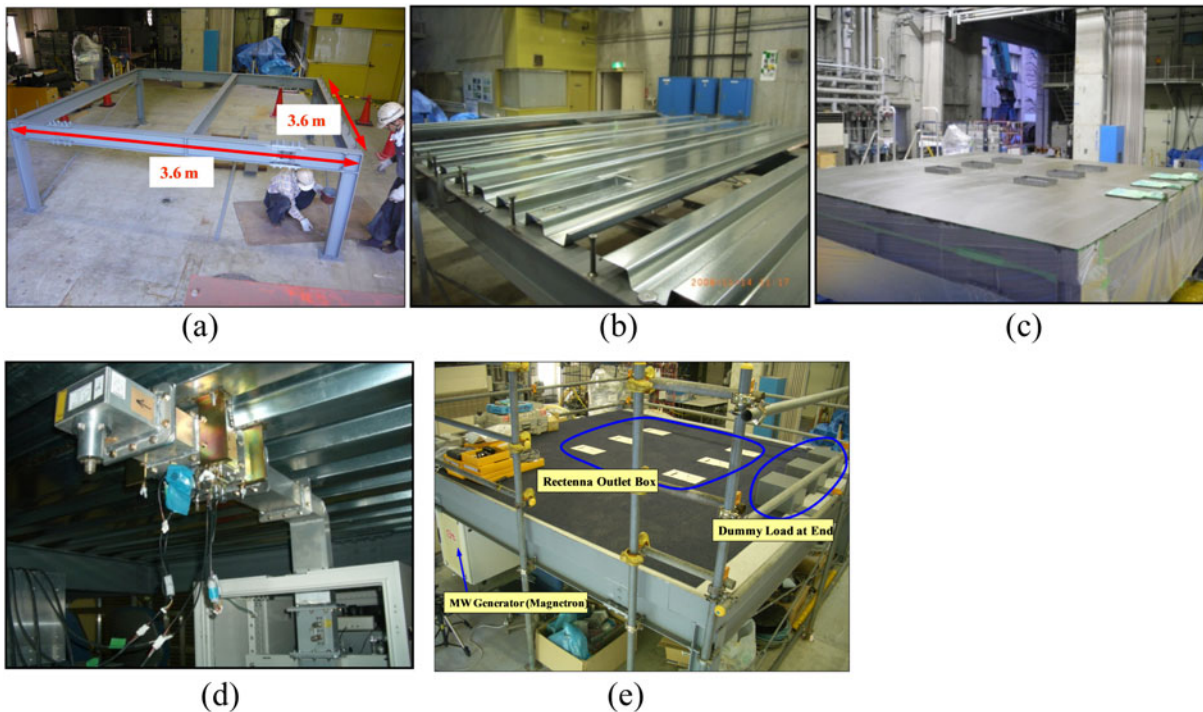 3.6 m
3.6 m
(a)
(b)
(c)
Rectenna Outlet Box
Dummy Load at End
MW Generator (Magnetron)
(d)
(e)